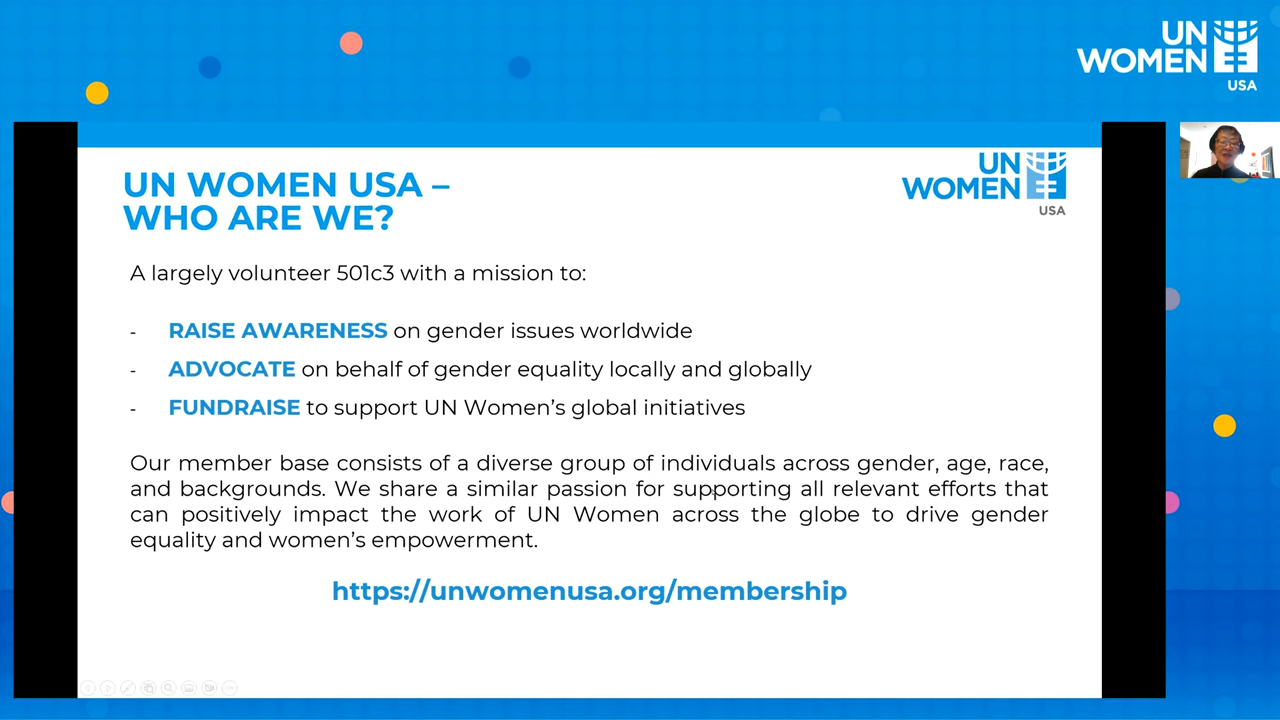 UN
WOMEN
USA
UN WOMEN USA –
WHO ARE WE?
UN
WOMEN
USA
A largely volunteer 501c3 with a mission to:
- RAISE AWARENESS on gender issues worldwide
- ADVOCATE on behalf of gender equality locally and globally
- FUNDRAISE to support UN Women’s global initiatives
Our member base consists of a diverse group of individuals across gender, age, race,
and backgrounds. We share a similar passion for supporting all relevant efforts that
can positively impact the work of UN Women across the globe to drive gender
equality and women’s empowerment.
https://unwomenusa.org/membership